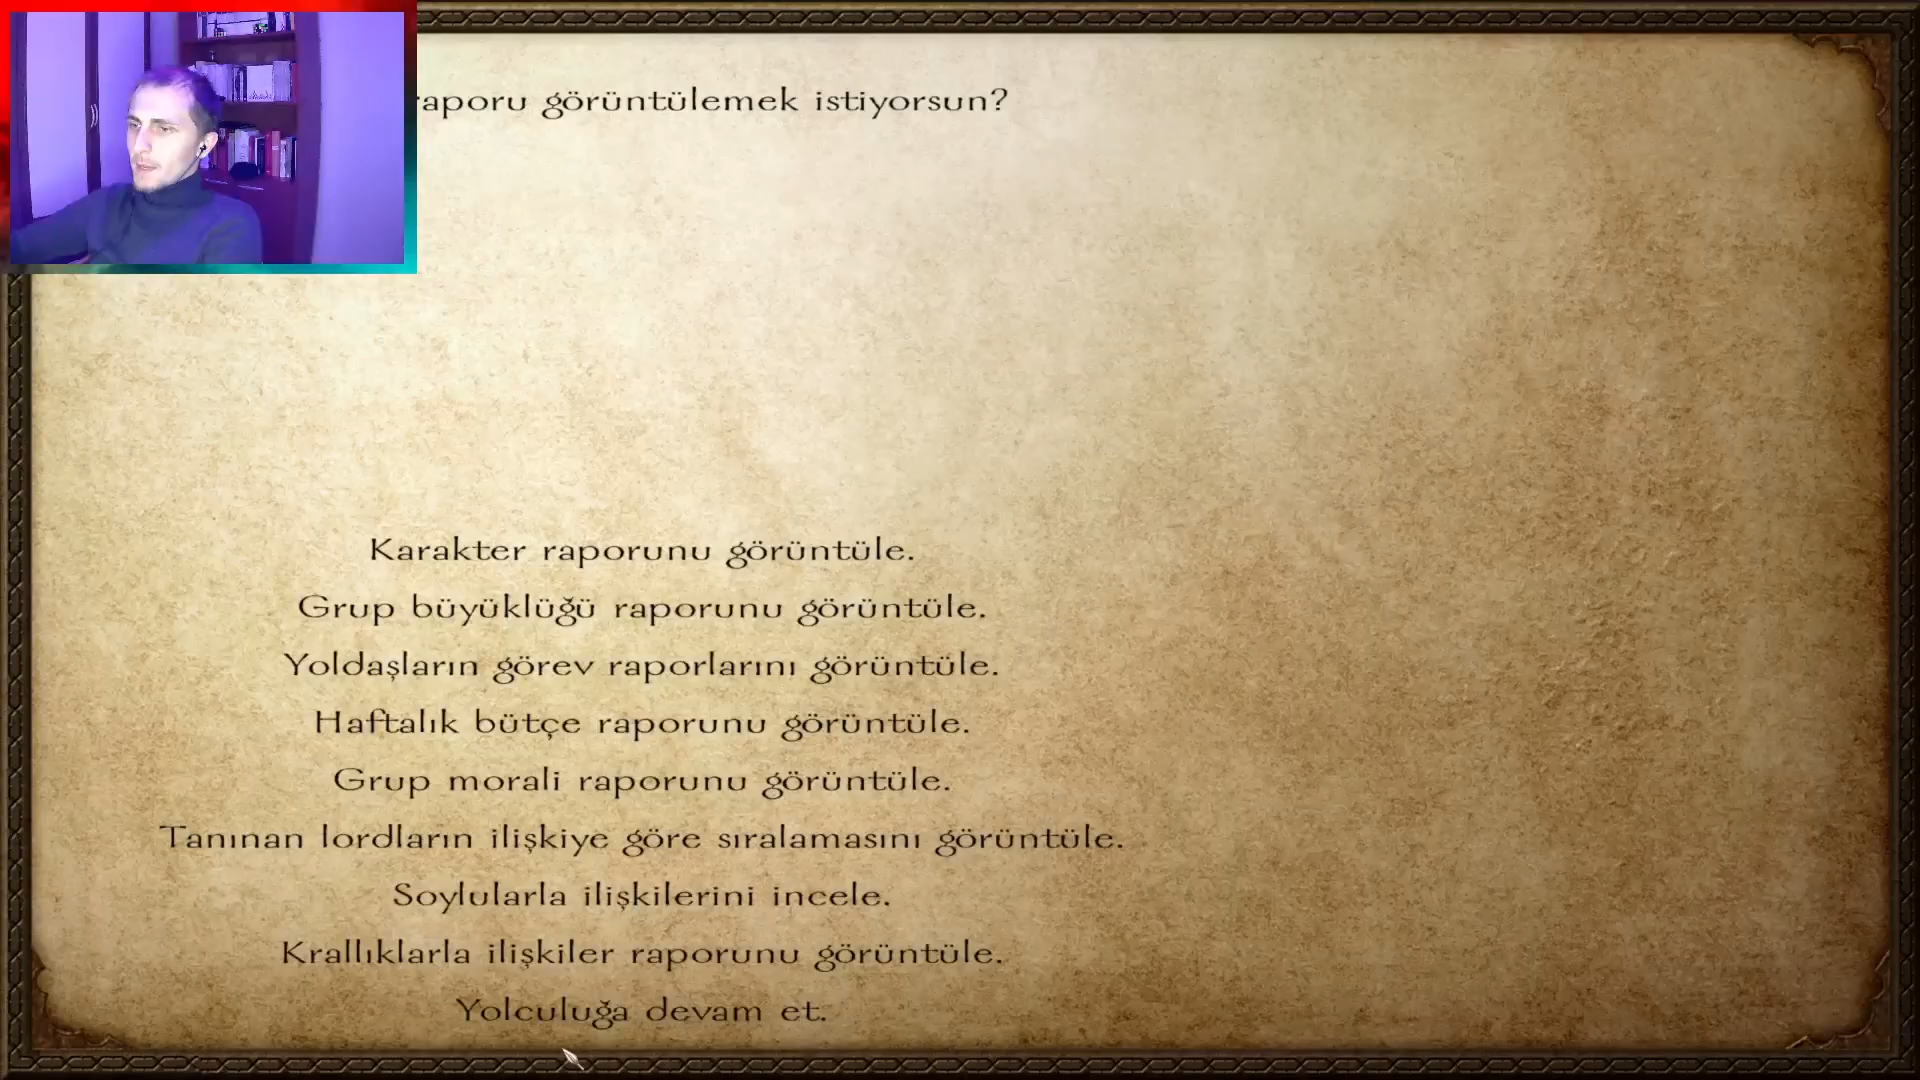 raporu görüntülemek istiyorsun?
Karakter raporunu görüntüle.
Grup büyüklüğü raporunu görüntüle.
Yoldaşların görev raporlarını görüntüle.
Haftalık bütçe raporunu görüntüle.
Grup morali raporunu görüntüle.
Tanınan lordların ilişkiye göre sıralamasını görüntüle.
Soylularla ilişkilerini incele.
Krallıklarla ilişkiler raporunu görüntüle.
Yolculuğa devam et.